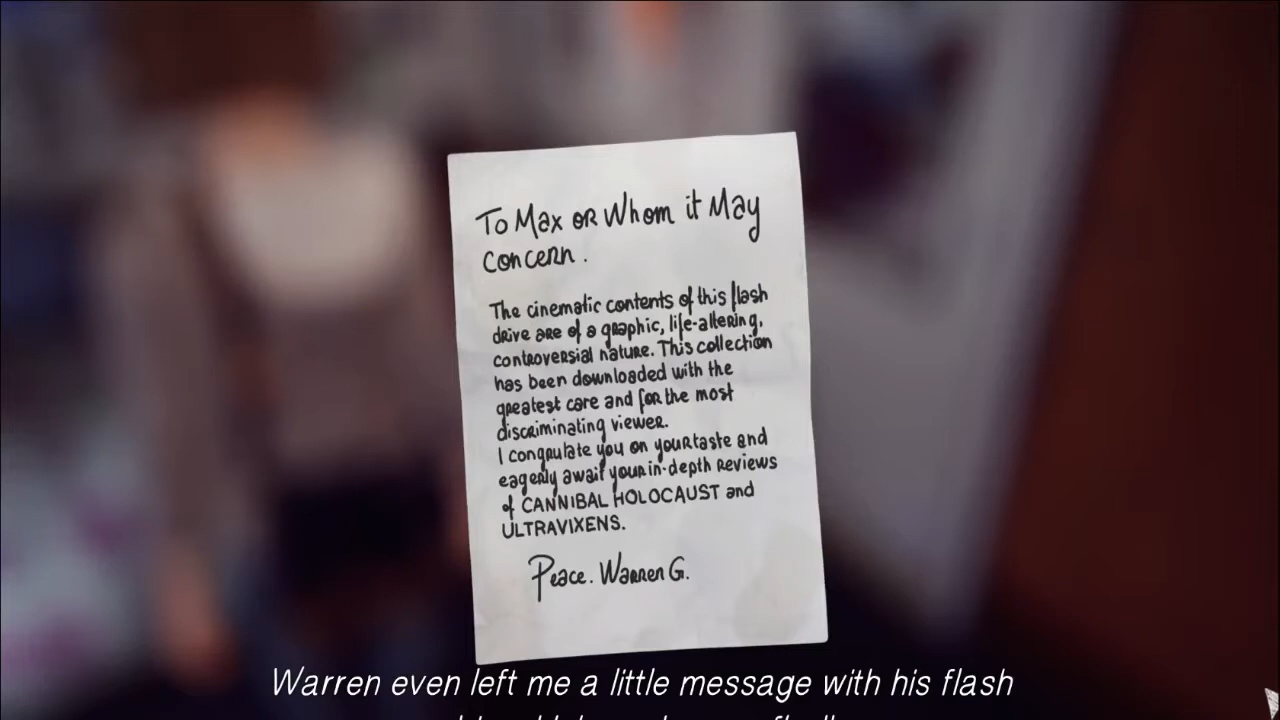 To Max or Whom it May
Concern.
The cinematic contents of this flash
drive are of a graphic, life-altering,
controversial nature. This collection
has been downloaded with the
greatest care and for the most
discriminating viewer.
I congrulate you on your taste and
eagerly await your in-depth reviews
of CANNIBAL HOLOCAUST and
ULTRAVIXENS.
Peace. Warren G.
Warren even left me a little message with his flash